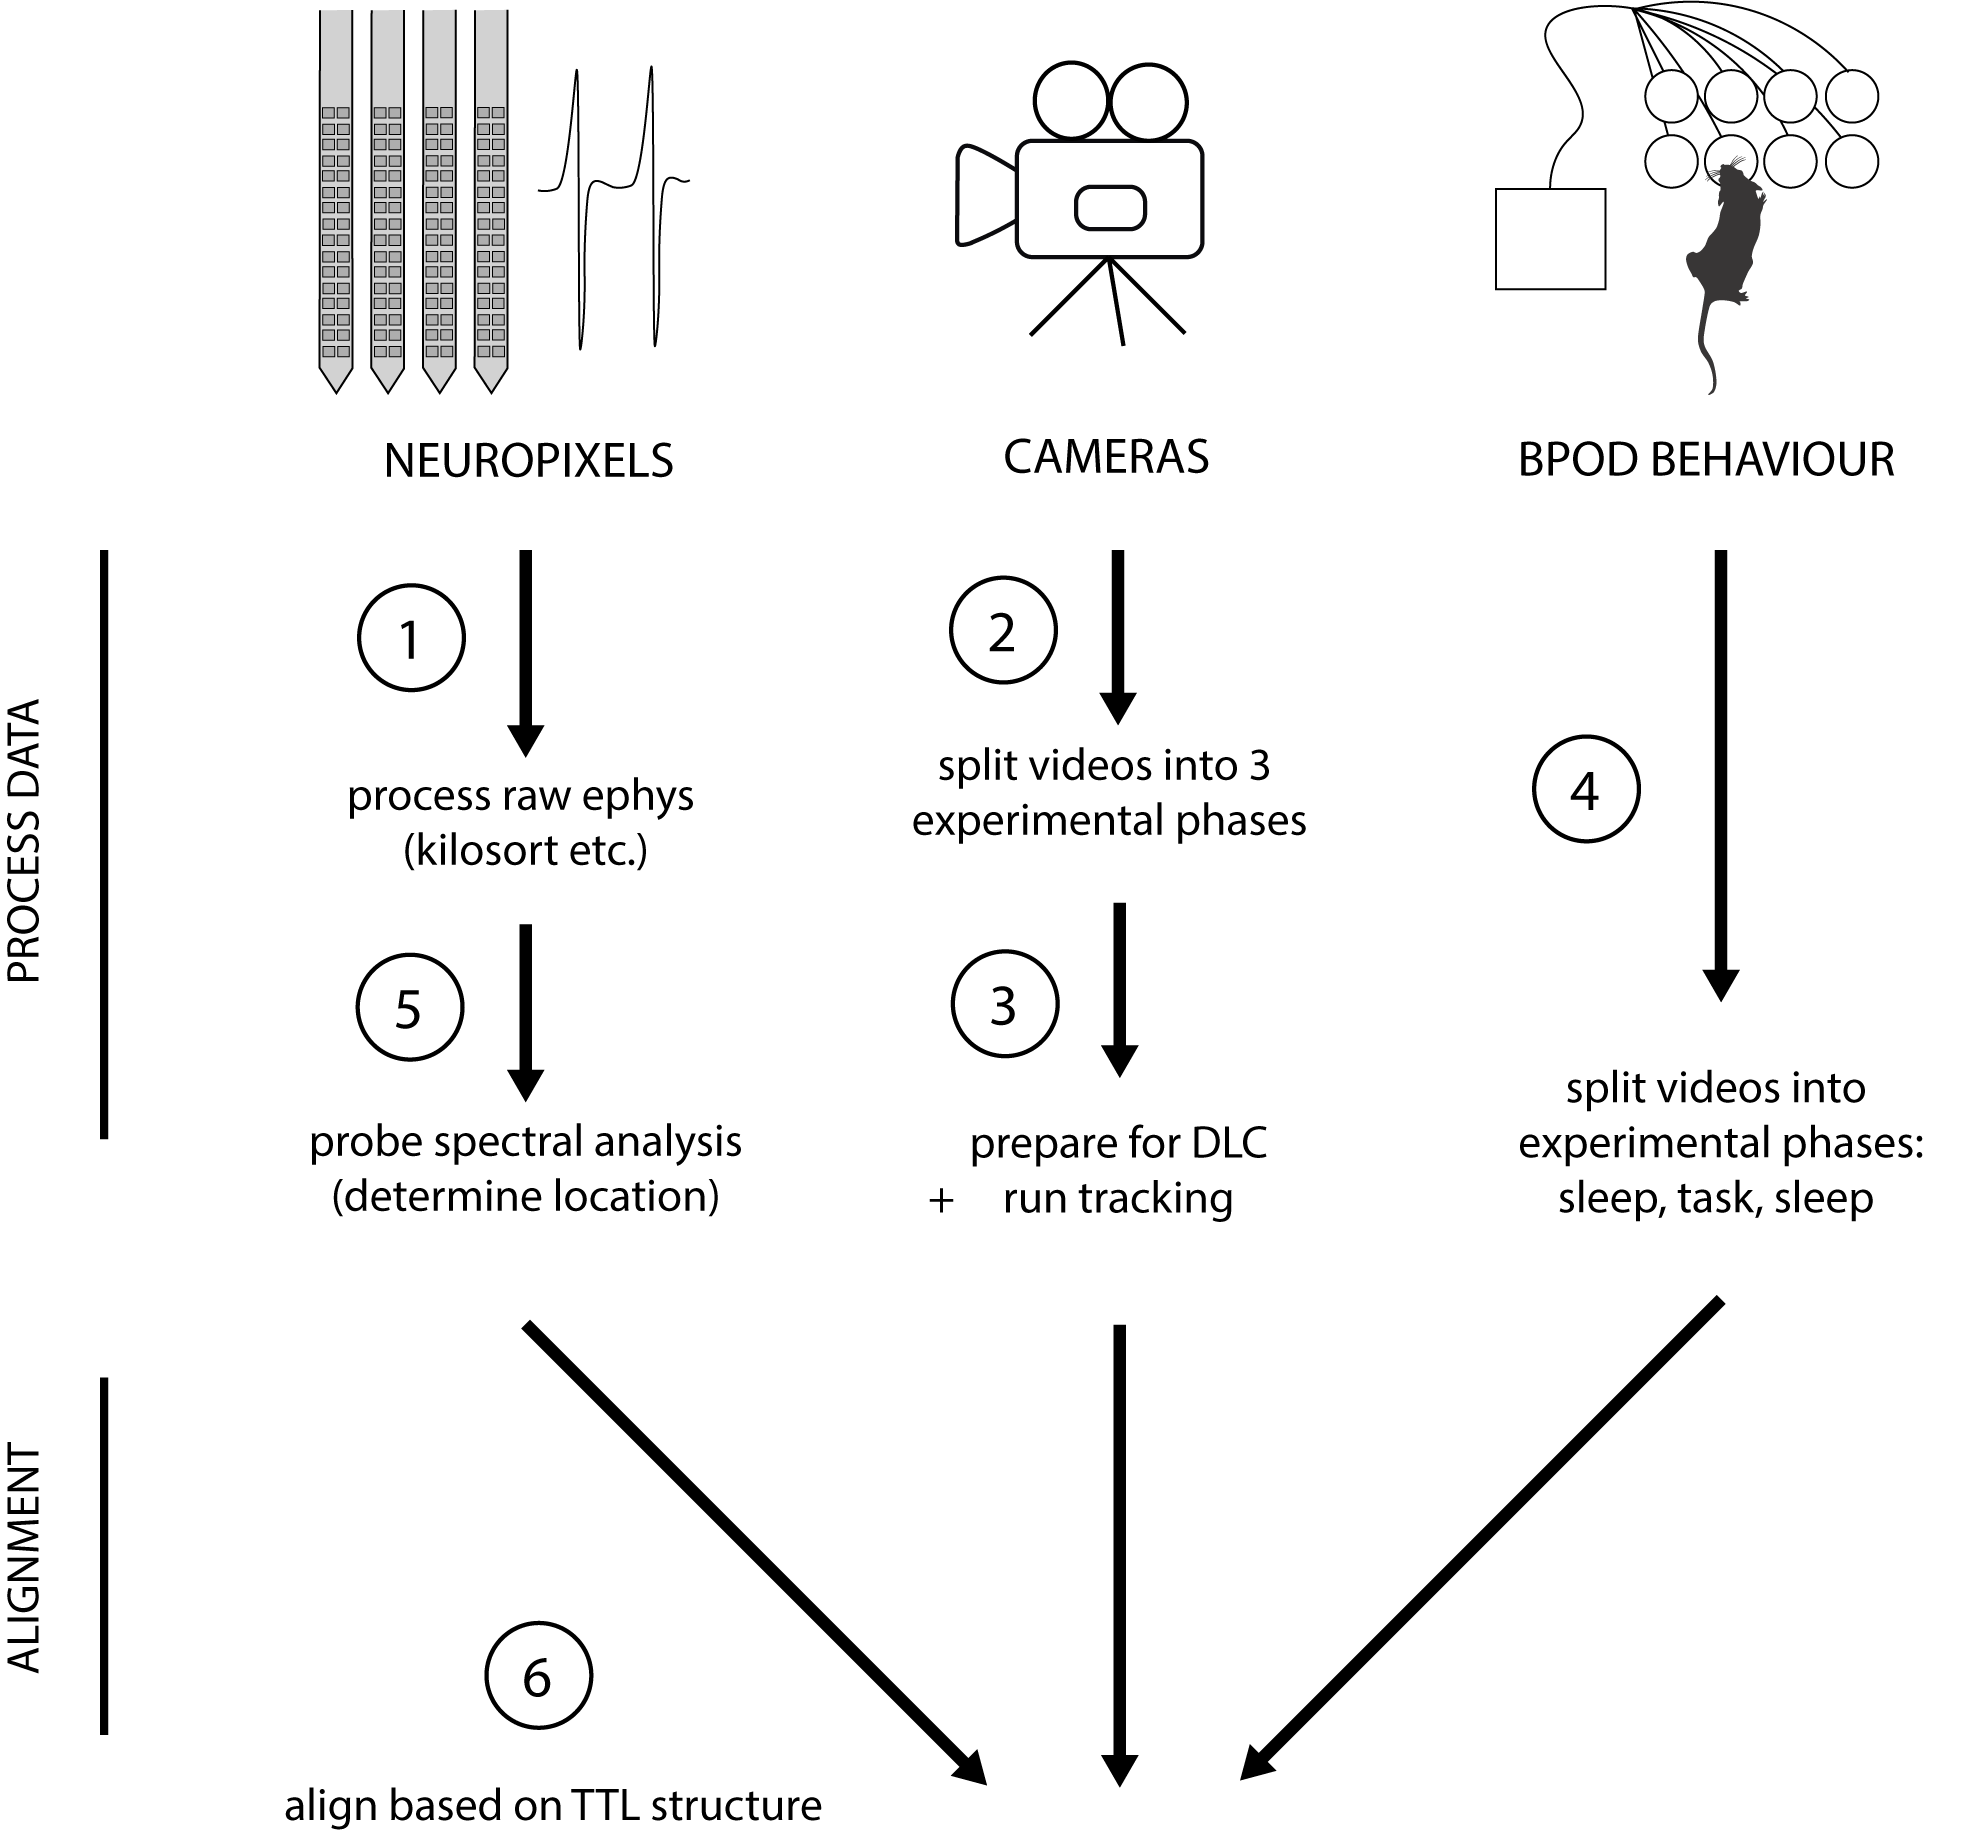 NEUROPIXELS
CAMERAS
BPOD BEHAVIOUR
PROCESS DATA
1
process raw ephys
(kilosort etc.)
5
probe spectral analysis
(determine location)
2
split videos into 3
experimental phases
3
prepare for DLC
+ run tracking
4
split videos into
experimental phases:
sleep, task, sleep
ALIGNMENT
6
align based on TTL structure